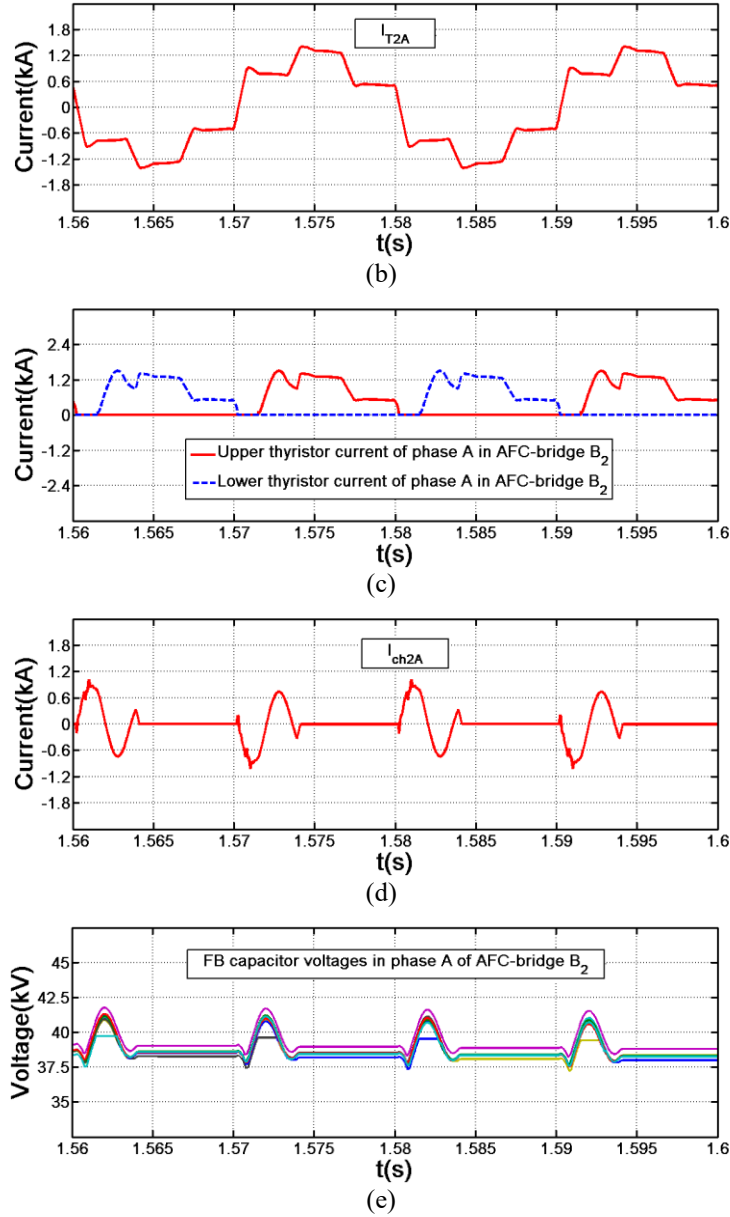 I_T2A
Current(kA)
1.8
1.2
0.6
0
-0.6
-1.2
-1.8
1.56 1.565 1.57 1.575 1.58 1.585 1.59 1.595 1.6
t(s)
(b)
Current(kA)
2.4
1.2
0
-1.2
-2.4
Upper thyristor current of phase A in AFC-bridge B_2
Lower thyristor current of phase A in AFC-bridge B_2
1.56 1.565 1.57 1.575 1.58 1.585 1.59 1.595 1.6
t(s)
(c)
I_ch2A
Current(kA)
1.8
1.2
0.6
0
-0.6
-1.2
-1.8
1.56 1.565 1.57 1.575 1.58 1.585 1.59 1.595 1.6
t(s)
(d)
FB capacitor voltages in phase A of AFC-bridge B_2
Voltage(kV)
45
42.5
40
37.5
35
1.56 1.565 1.57 1.575 1.58 1.585 1.59 1.595 1.6
t(s)
(e)